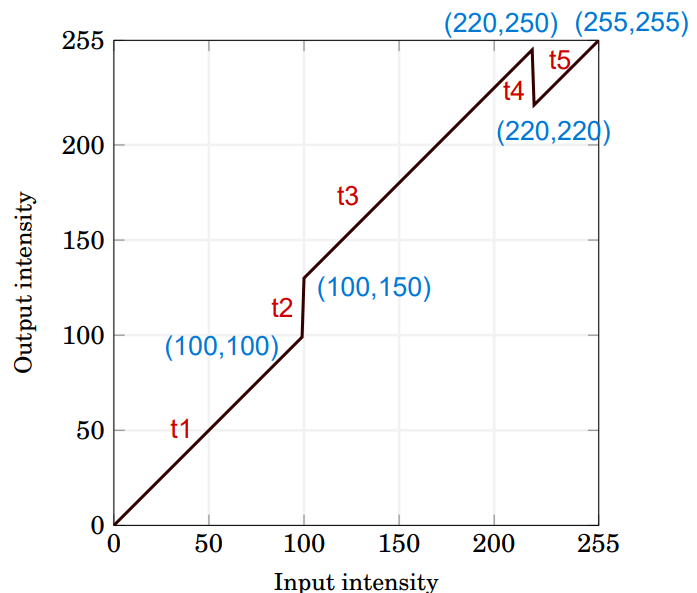 (220,250) (255,255)
255
t5
t4
(220,220)
200
t3
150
(100,150)
t2
(100,100)
100
t1
50
0
0 50 100 150 200 255
Input intensity
Output intensity